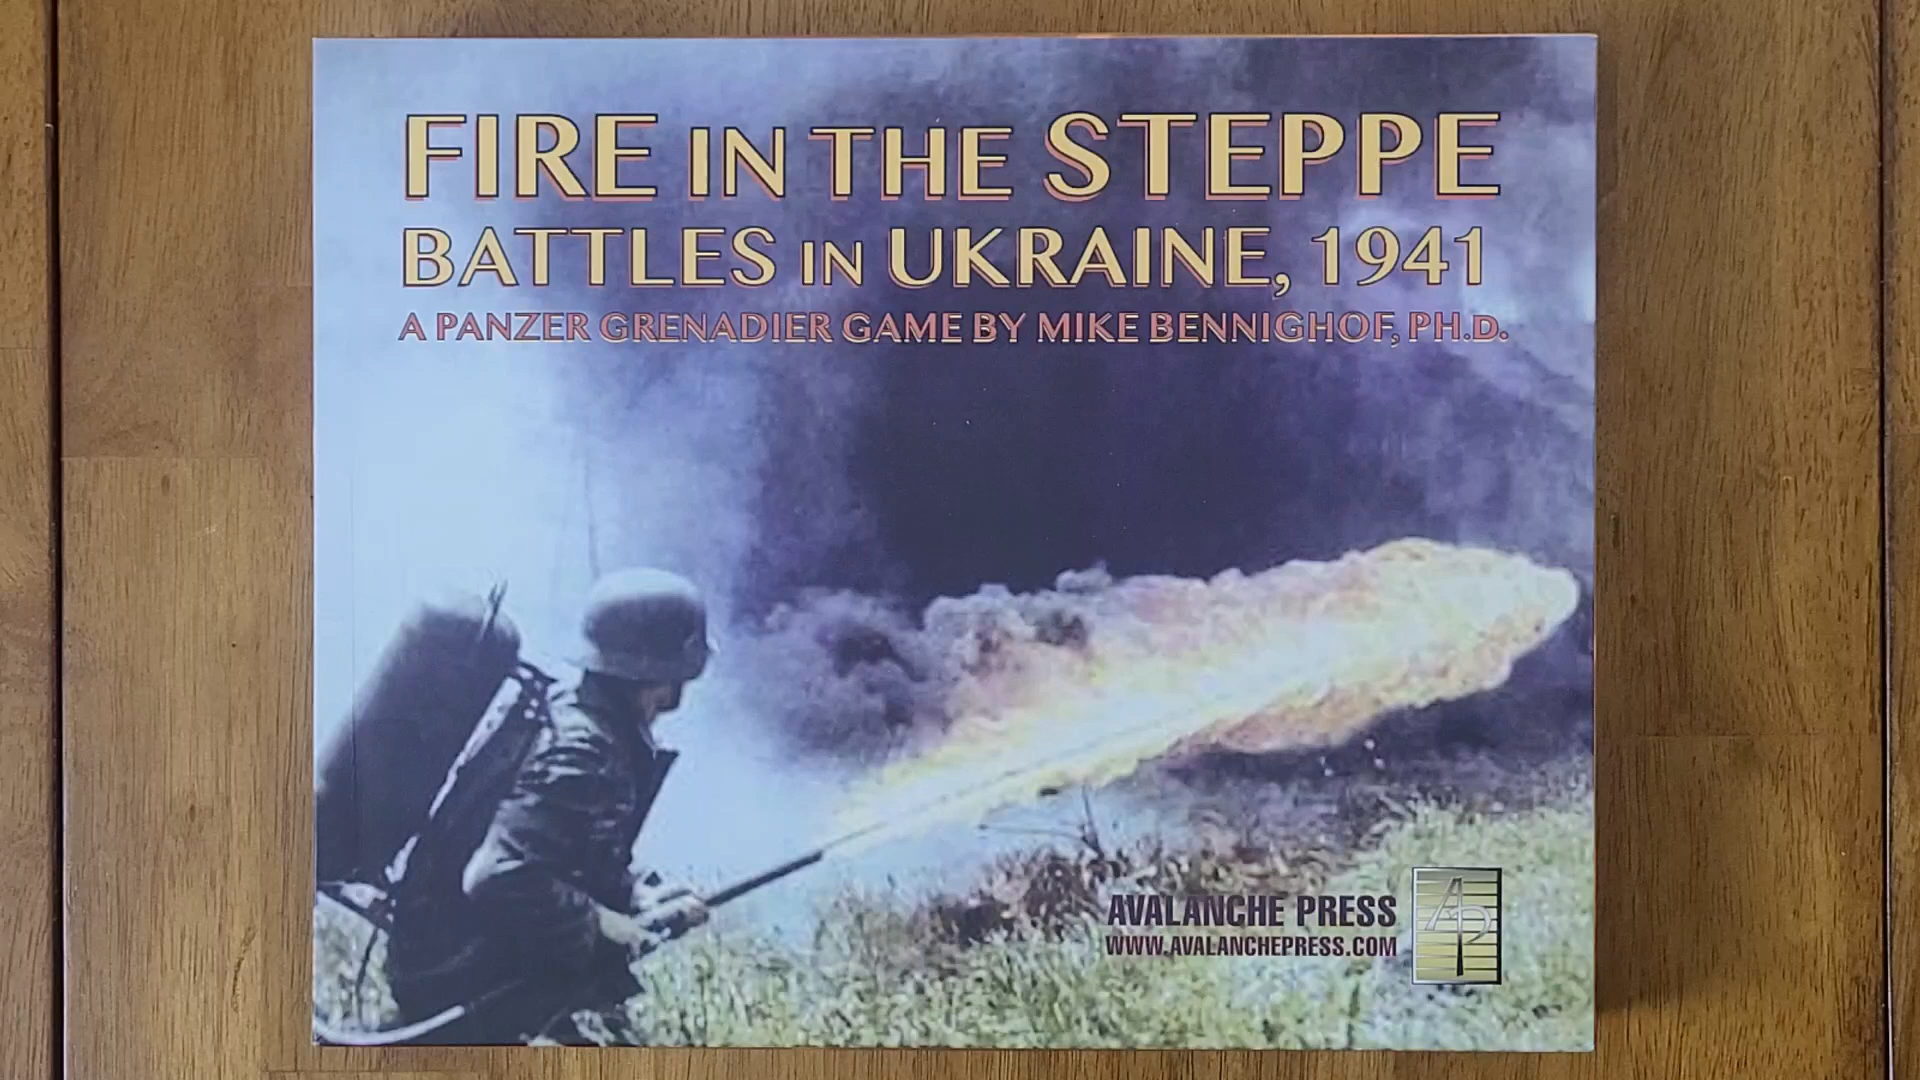 FIRE IN THE STEPPE
BATTLES IN UKRAINE, 1941
A PANZER GRENADIER GAME BY MIKE BENNIGHOF, PH.D.
AVALANCHE PRESS
WWW.AVALANCHEPRESS.COM
AP